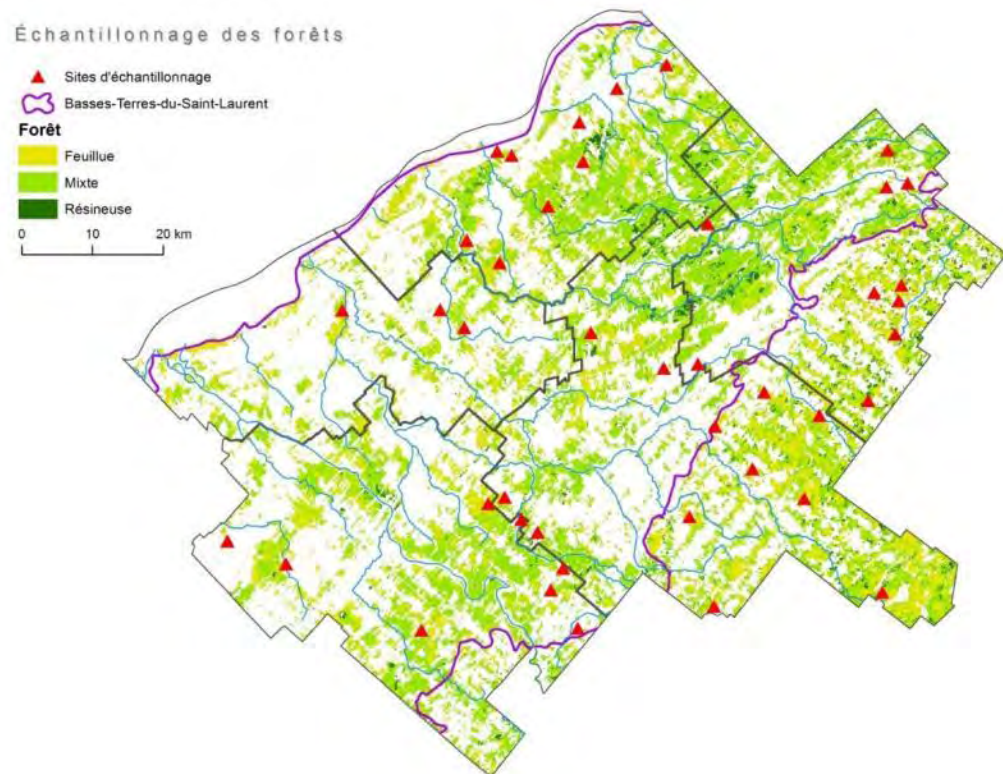 Échantillonnage des forêts
Sites d'échantillonnage
Basses-Terres-du-Saint-Laurent
Forêt
Feuillue
Mixte
Résineuse
0 10 20 km